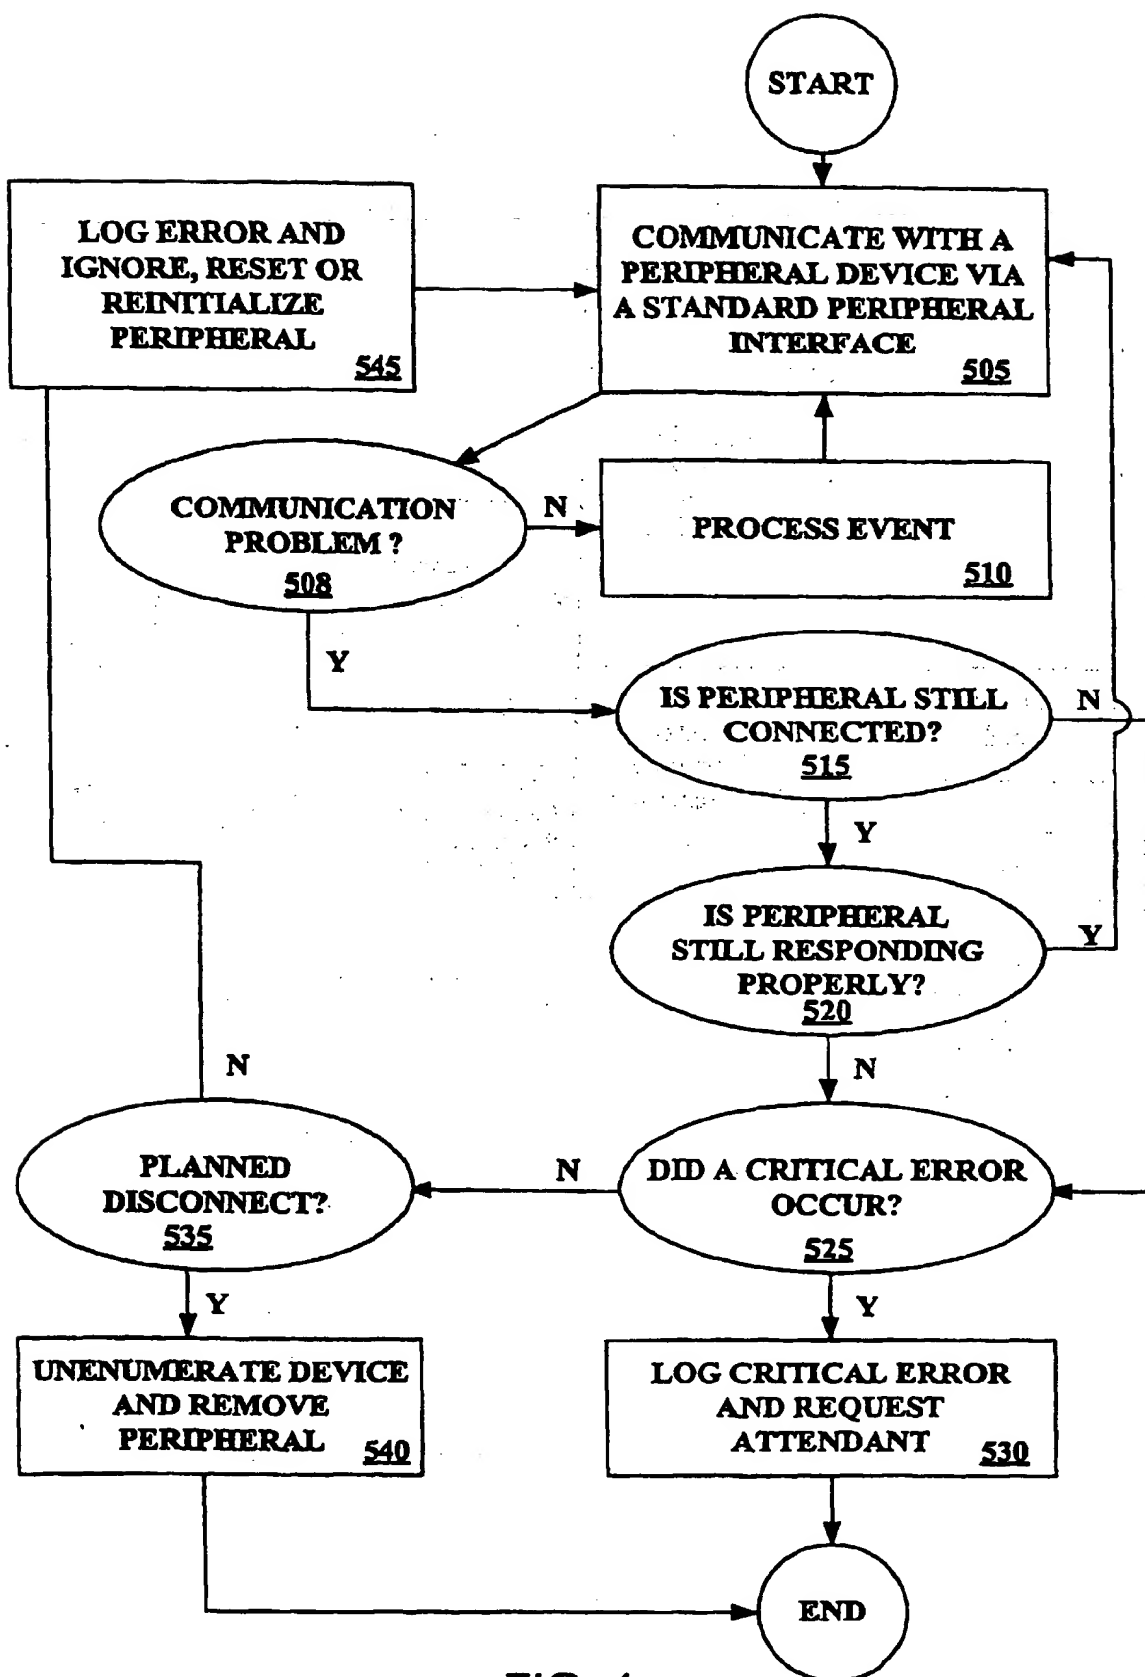 START
LOG ERROR AND
IGNORE, RESET OR
REINITIALIZE
PERIPHERAL
545
COMMUNICATE WITH A
PERIPHERAL DEVICE VIA
A STANDARD PERIPHERAL
INTERFACE
505
COMMUNICATION
PROBLEM ?
508
N
PROCESS EVENT
510
Y
IS PERIPHERAL STILL
CONNECTED?
515
N
Y
IS PERIPHERAL
STILL RESPONDING
PROPERLY?
520
Y
N
N
PLANNED
DISCONNECT?
535
N
DID A CRITICAL ERROR
OCCUR?
525
Y
Y
UNENUMERATE DEVICE
AND REMOVE
PERIPHERAL
540
LOG CRITICAL ERROR
AND REQUEST
ATTENDANT
530
END